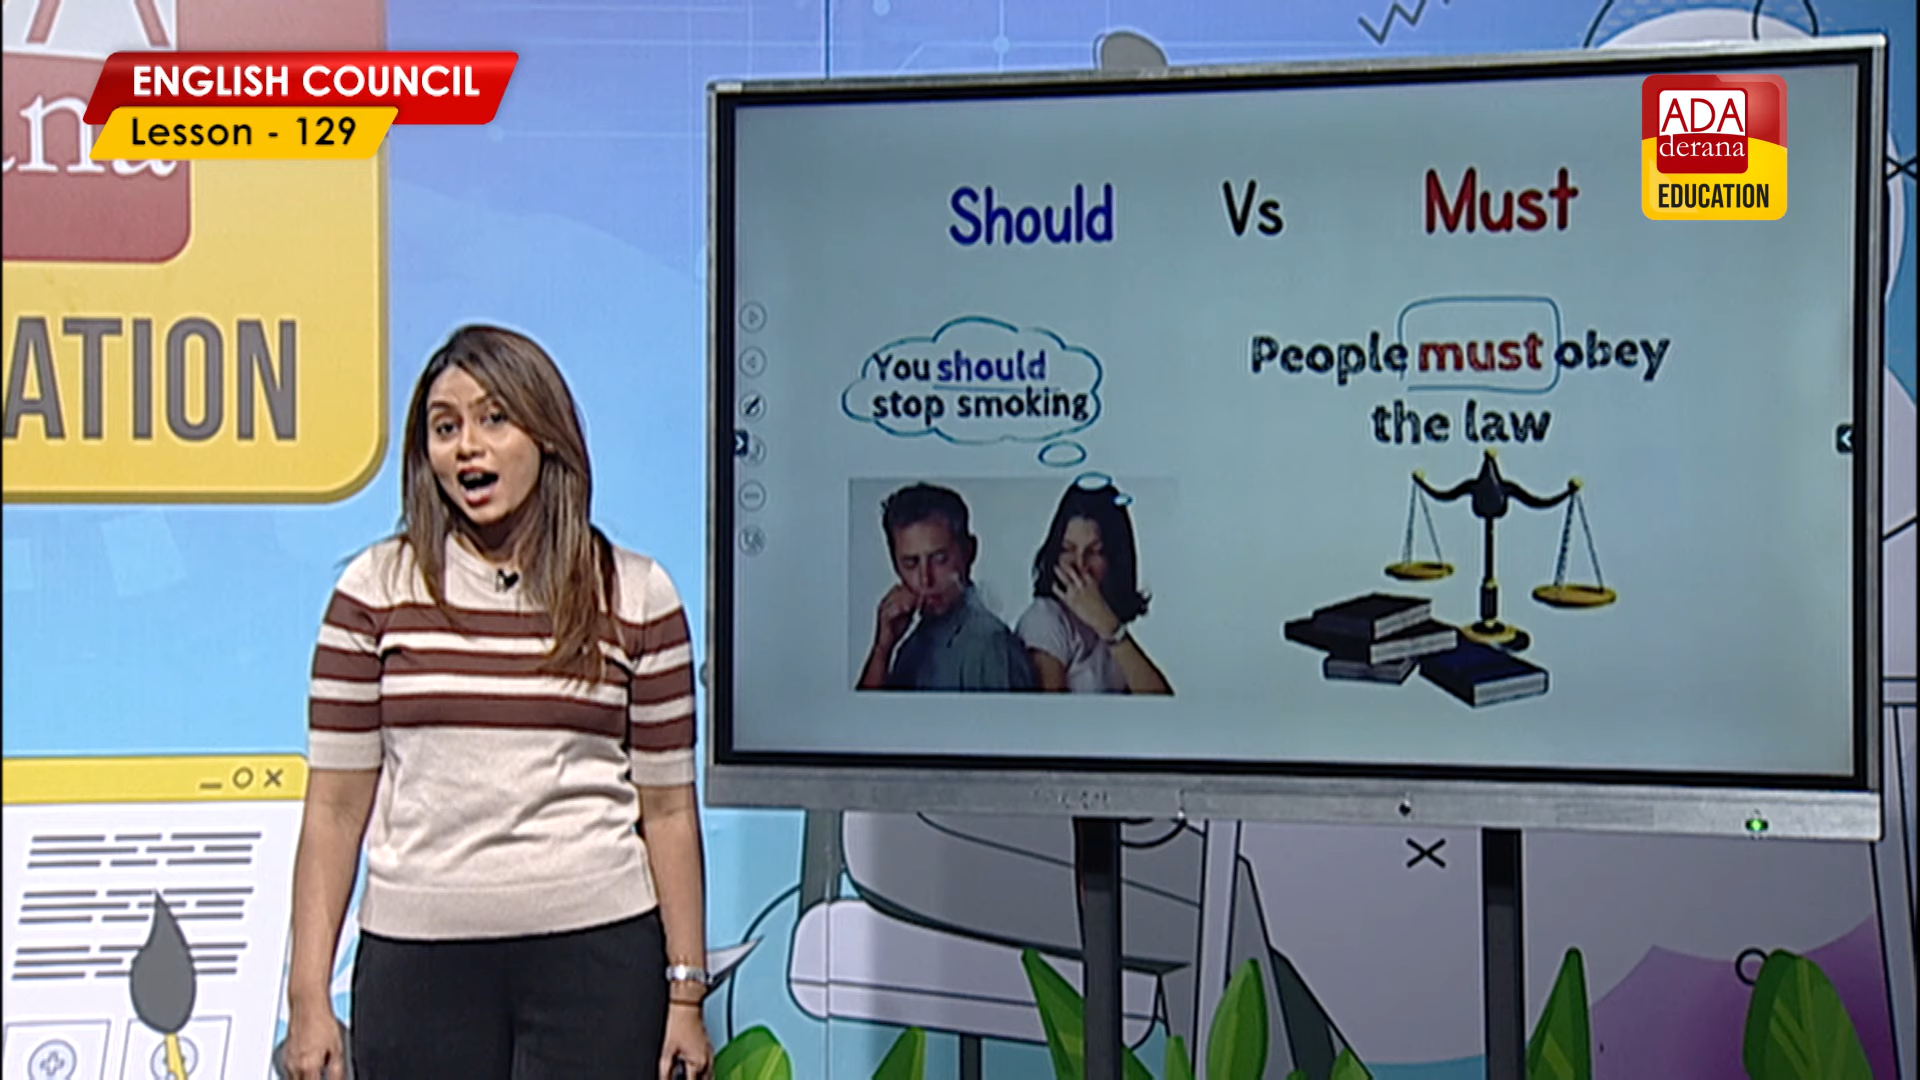 ENGLISH COUNCIL
Lesson - 129
ADA
derana
EDUCATION
ana
ATION
Should Vs Must
You should
stop smoking
People must obey
the law